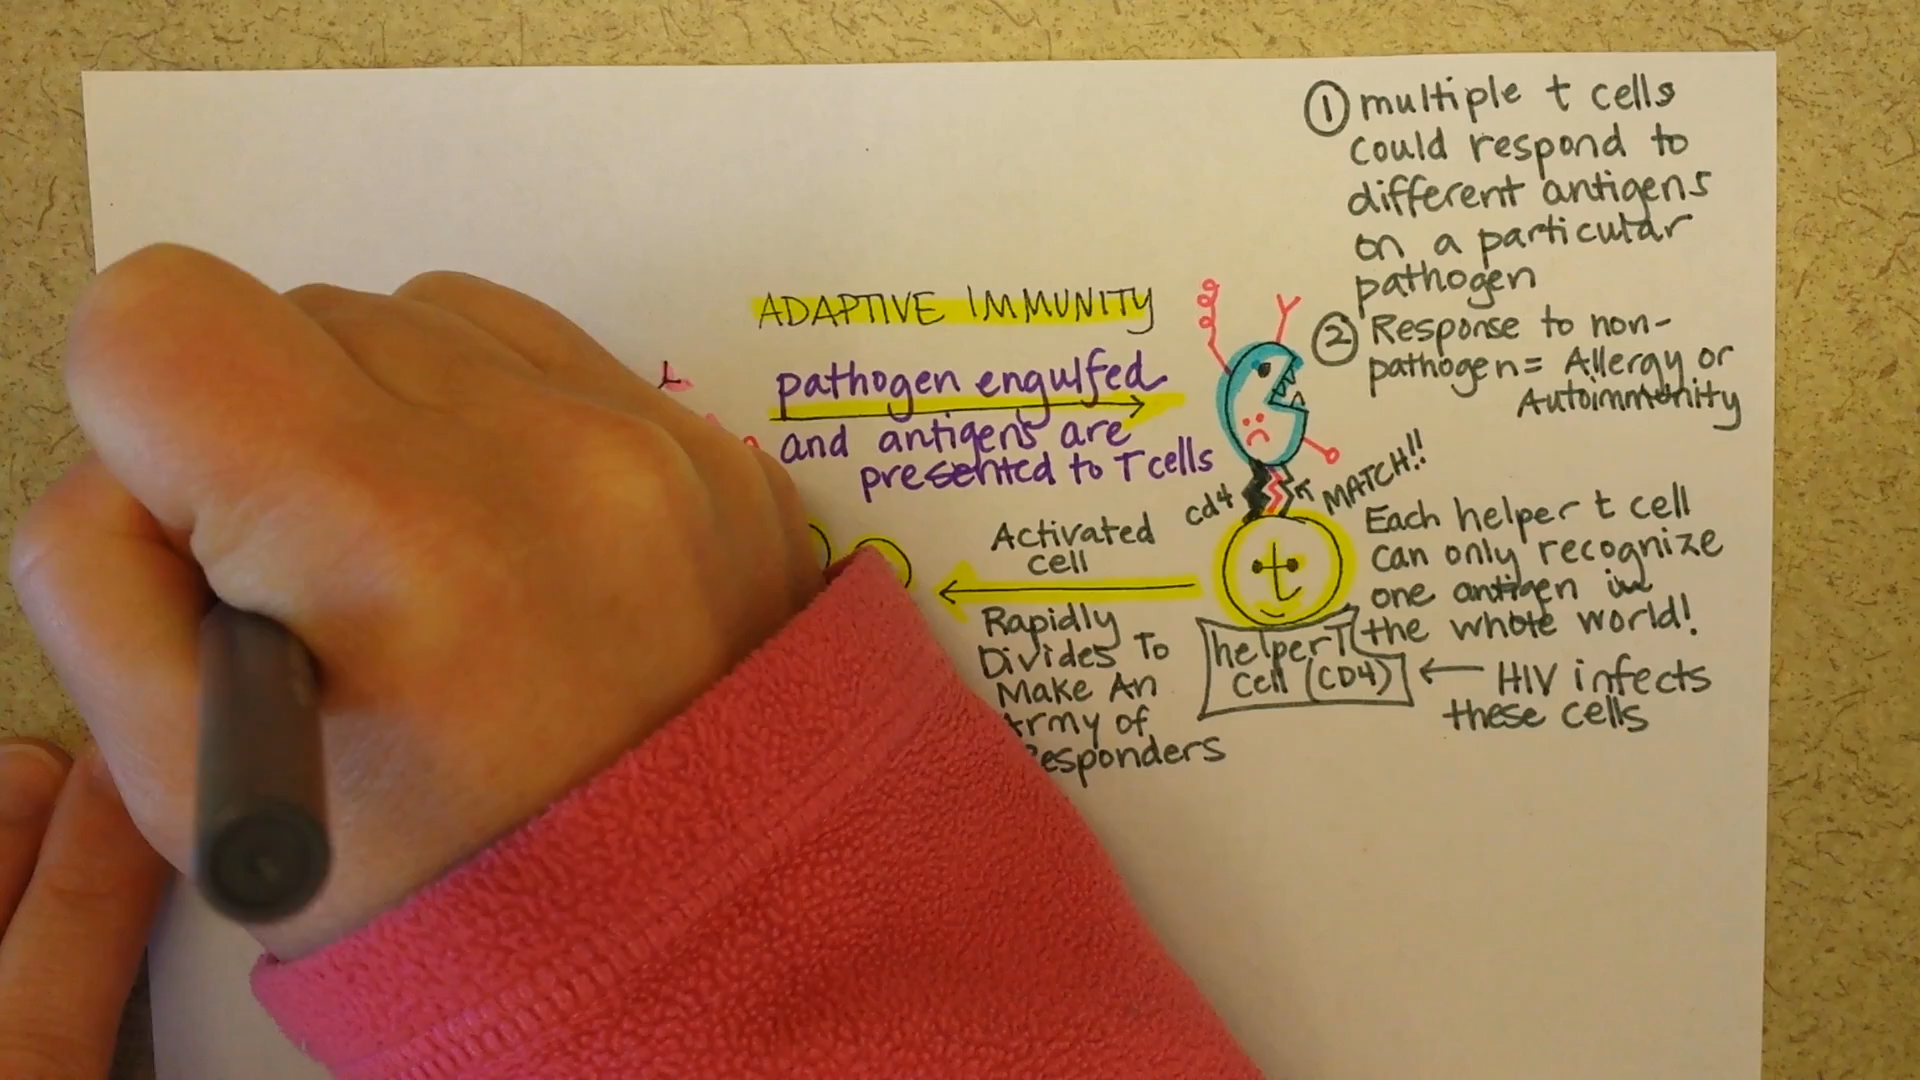 ① multiple t cells
could respond to
different antigens
on a particular
pathogen
② Response to non-
pathogen = Allergy or
Autoimmunity
ADAPTIVE IMMUNITY
pathogen engulfed
and antigens are
presented to T cells
cd4
MATCH!!
Each helper t cell
can only recognize
one antigen in
the whole world!
t
helper T
Cell (CD4)
HIV infects
these cells
Activated
cell
Rapidly
Divides To
Make An
Army of
Responders